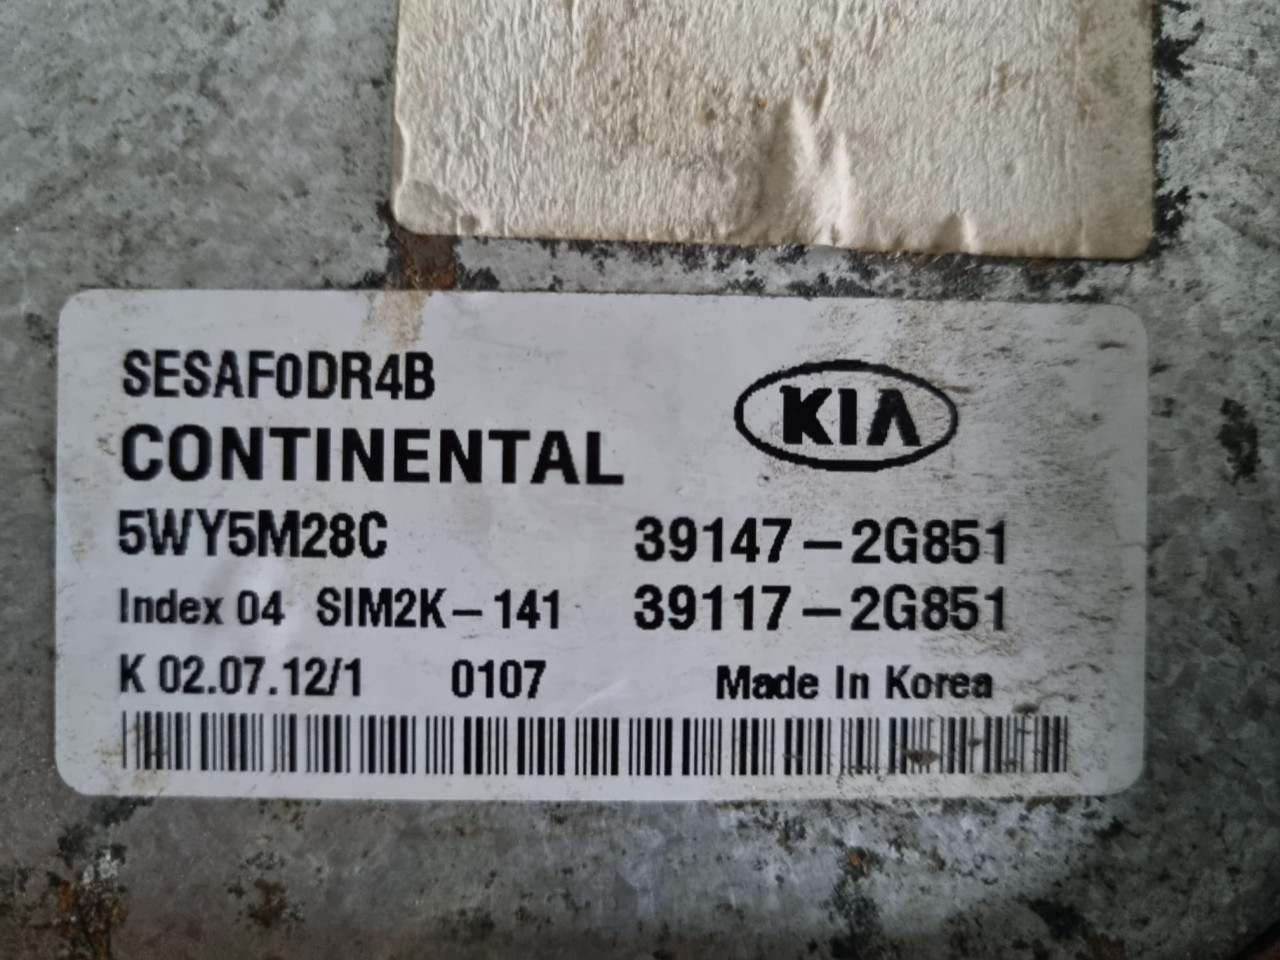 SESAF0DR4B
KIA
CONTINENTAL
5WY5M28C 39147-2G851
Index 04 SIM2K-141 39117-2G851
K 02.07.12/1 0107 Made In Korea